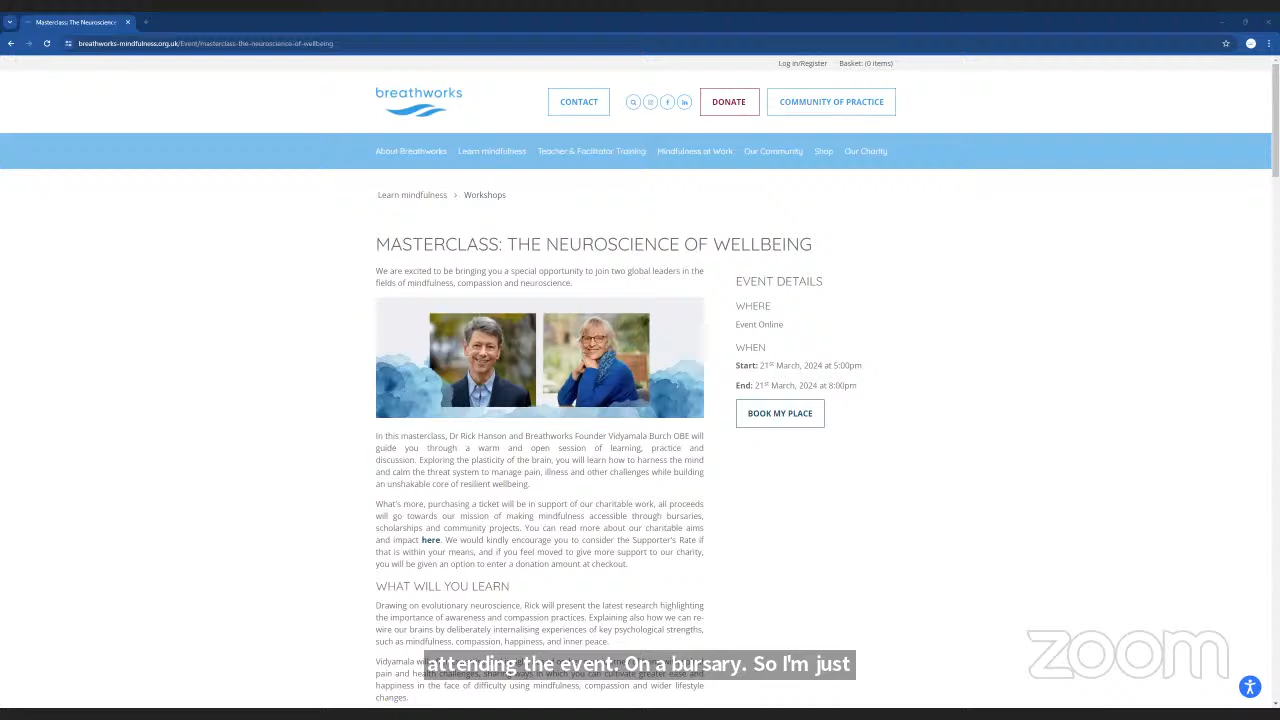 Masterclass: The Neuroscience
breathworks-mindfulness.org.uk/Event/masterclass-the-neuroscience-of-wellbeing
Log in/Register Basket: (0 items)
breathworks
CONTACT DONATE COMMUNITY OF PRACTICE
About Breathworks Learn mindfulness Teacher & Facilitator Training Mindfulness at Work Our Community Shop Our Charity
Learn mindfulness > Workshops
MASTERCLASS: THE NEUROSCIENCE OF WELLBEING
We are excited to be bringing you a special opportunity to join two global leaders in the
fields of mindfulness, compassion and neuroscience.
In this masterclass, Dr Rick Hanson and Breathworks Founder Vidyamala Burch OBE will
guide you through a warm and open session of learning, practice and
discussion. Exploring the plasticity of the brain, you will learn how to harness the mind
and calm the threat system to manage pain, illness and other challenges while building
an unshakable core of resilient wellbeing.
What's more, purchasing a ticket will be in support of our charitable work, all proceeds
will go towards our mission of making mindfulness accessible through bursaries,
scholarships and community projects. You can read more about our charitable aims
and impact here. We would kindly encourage you to consider the Supporter's Rate if
that is within your means, and if you feel moved to give more support to our charity,
you will be given an option to enter a donation amount at checkout.
WHAT WILL YOU LEARN
Drawing on evolutionary neuroscience, Rick will present the latest research highlighting
the importance of awareness and compassion practices. Explaining also how we can re-
wire our brains by deliberately internalising experiences of key psychological strengths,
such as mindfulness, compassion, happiness, and inner peace.
Vidyamala
pain and health challenges, sharing ways in which you can cultivate greater ease and
happiness in the face of difficulty using mindfulness, compassion and wider lifestyle
changes.
EVENT DETAILS
WHERE
Event Online
WHEN
Start: 21st March, 2024 at 5:00pm
End: 21st March, 2024 at 8:00pm
BOOK MY PLACE
attending the event. On a bursary. So I'm just
zoom